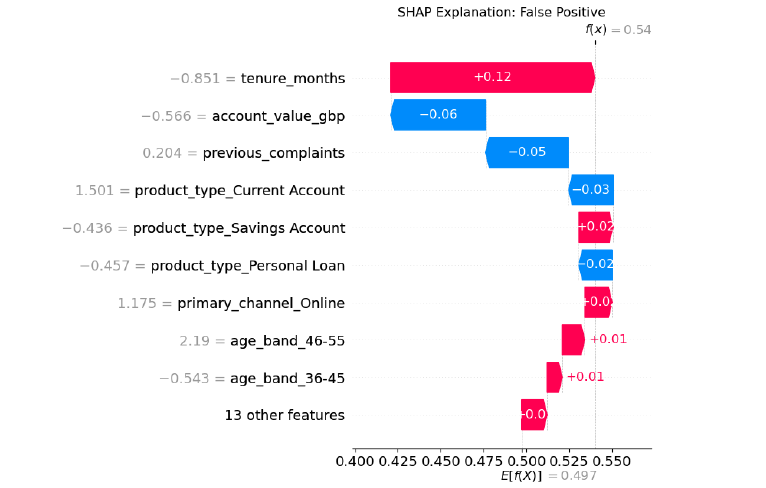 SHAP Explanation: False Positive
f(x) = 0.54
−0.851 = tenure_months
+0.12
−0.566 = account_value_gbp
−0.06
0.204 = previous_complaints
−0.05
1.501 = product_type_Current Account
−0.03
−0.436 = product_type_Savings Account
+0.02
−0.457 = product_type_Personal Loan
−0.02
1.175 = primary_channel_Online
2.19 = age_band_46-55
+0.01
−0.543 = age_band_36-45
+0.01
13 other features
0.400 0.425 0.450 0.475 0.500 0.525 0.550
E[f(X)] = 0.497